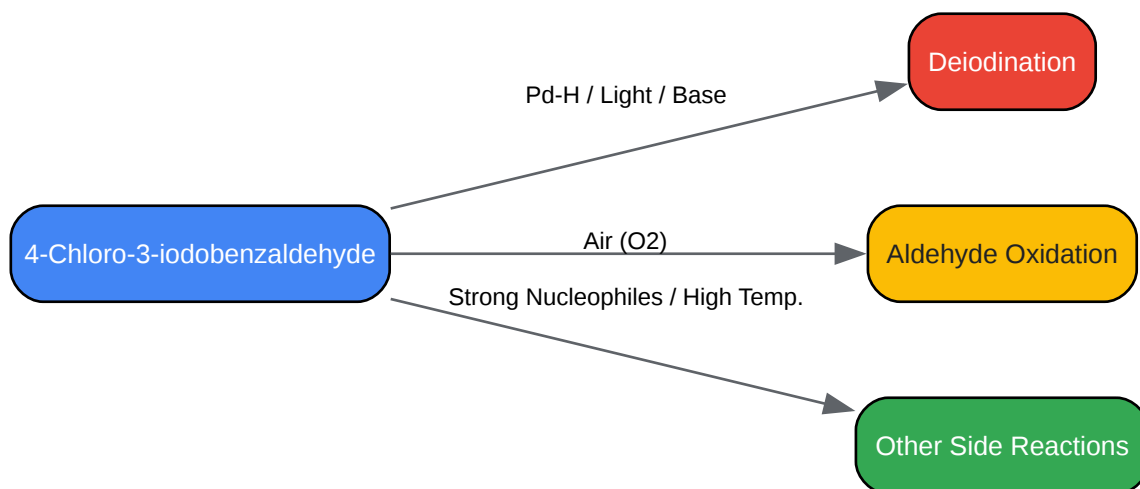 Deiodination
Pd-H / Light / Base
4-Chloro-3-iodobenzaldehyde
Air (O2)
Aldehyde Oxidation
Strong Nucleophiles / High Temp.
Other Side Reactions